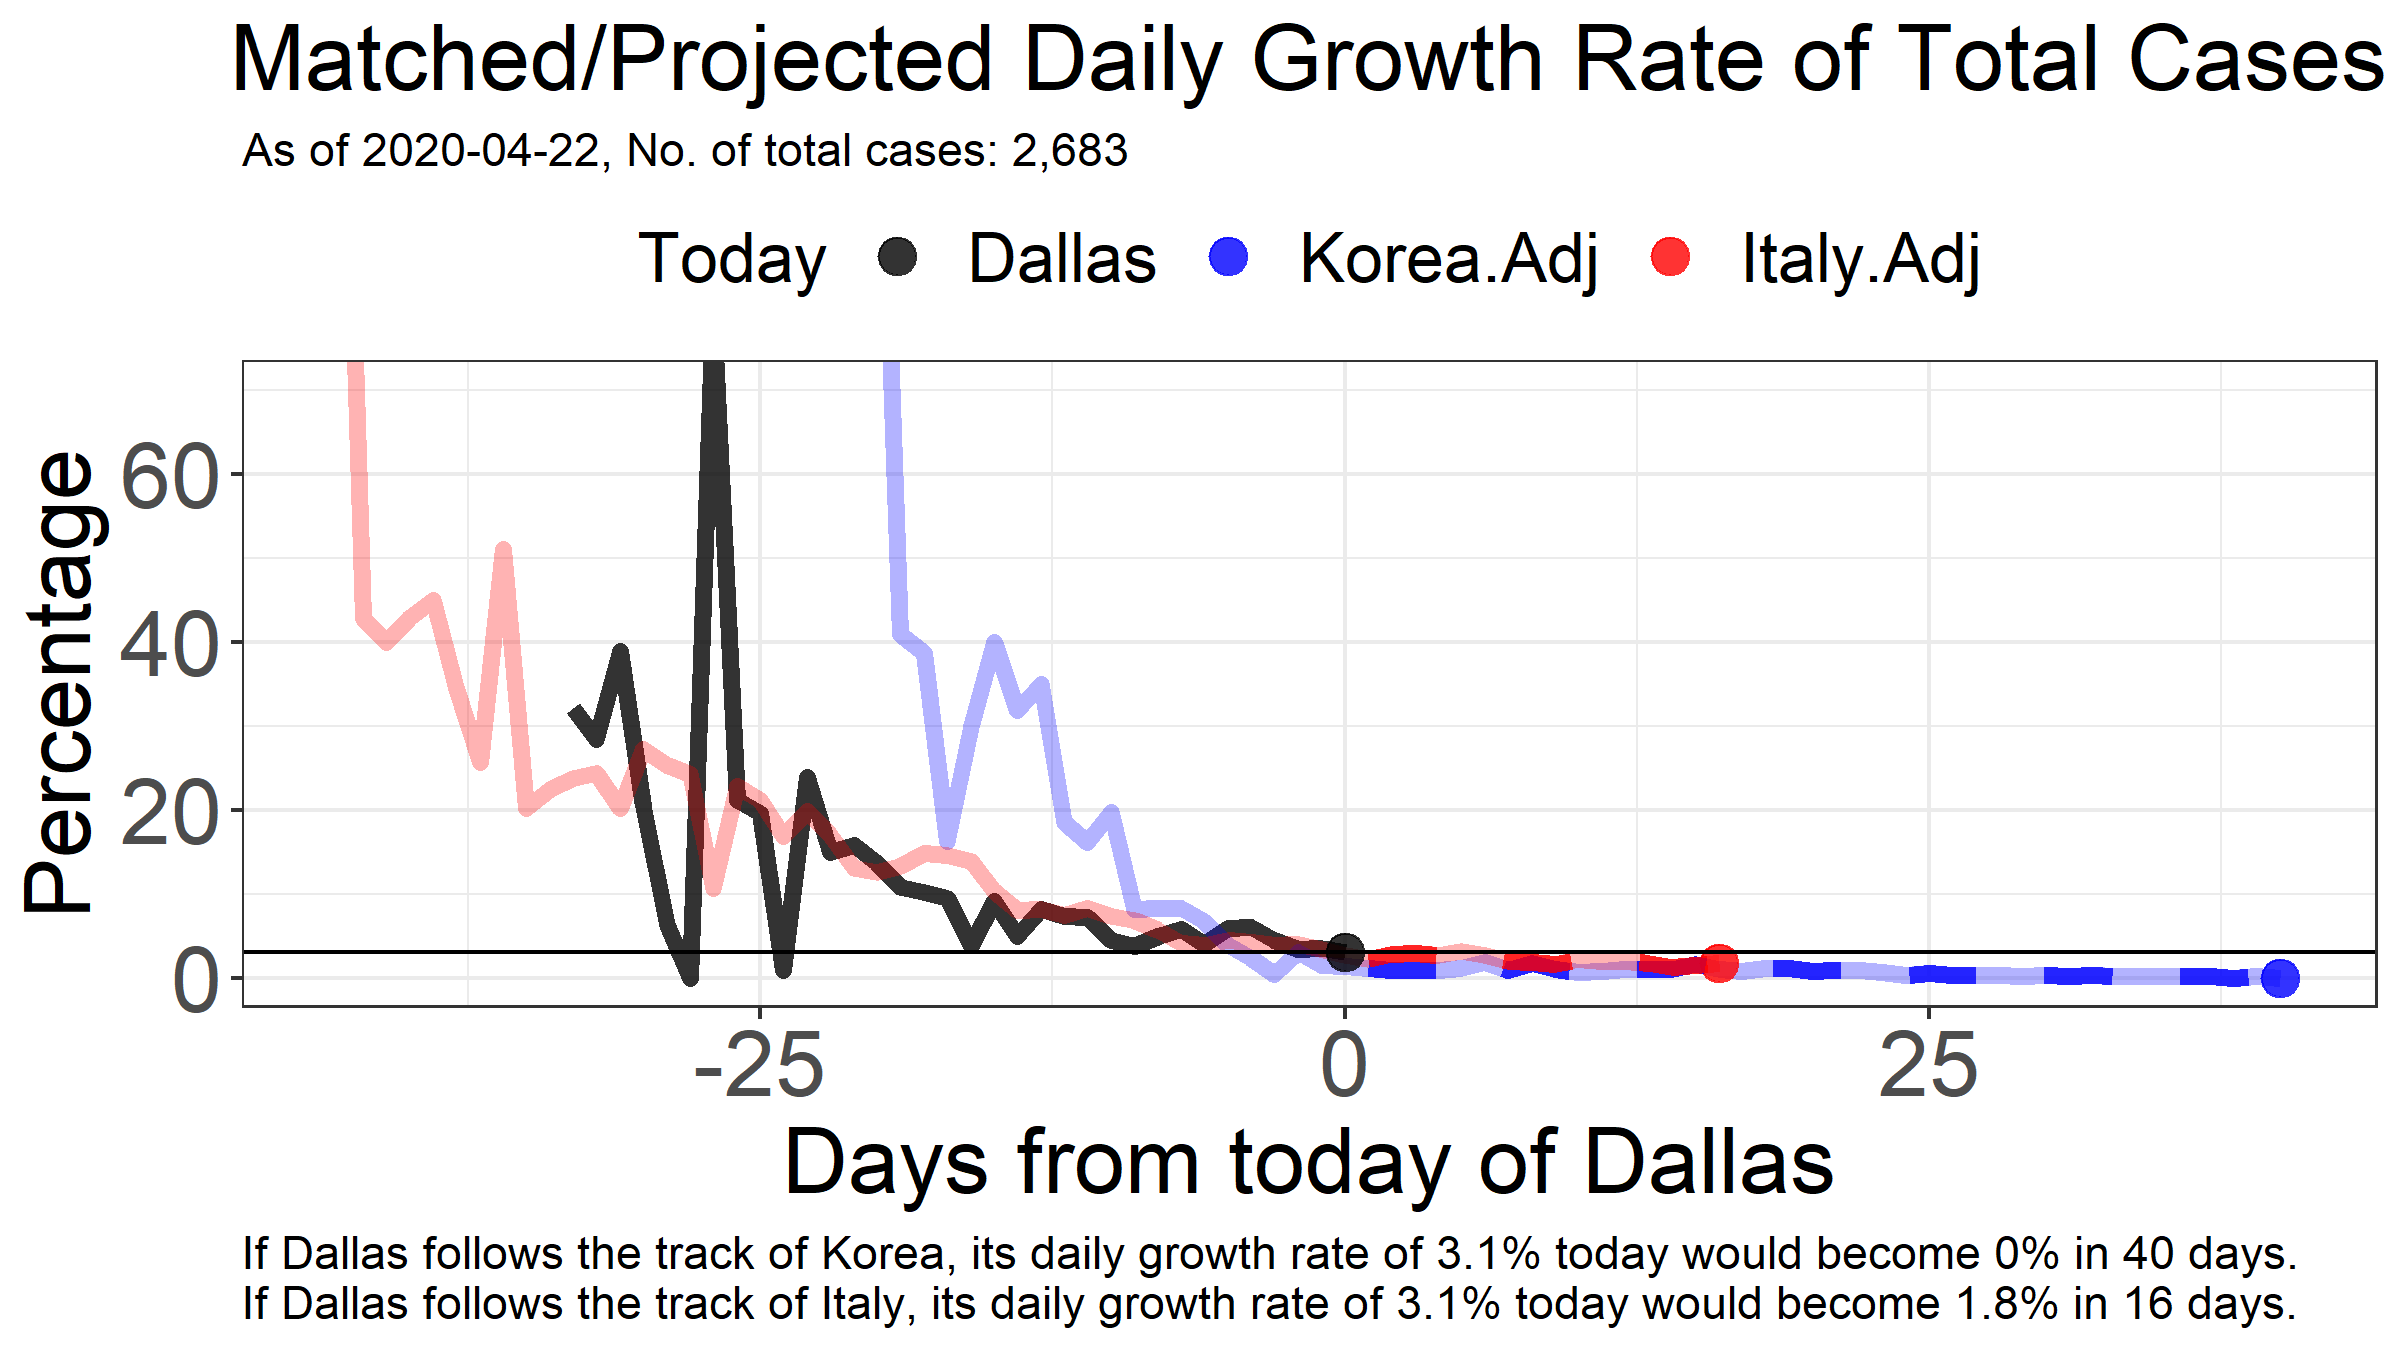 Matched/Projected Daily Growth Rate of Total Cases
As of 2020-04-22, No. of total cases: 2,683
Today Dallas Korea.Adj Italy.Adj
Percentage
60
40
20
0
-25 0 25
Days from today of Dallas
If Dallas follows the track of Korea, its daily growth rate of 3.1% today would become 0% in 40 days.
If Dallas follows the track of Italy, its daily growth rate of 3.1% today would become 1.8% in 16 days.